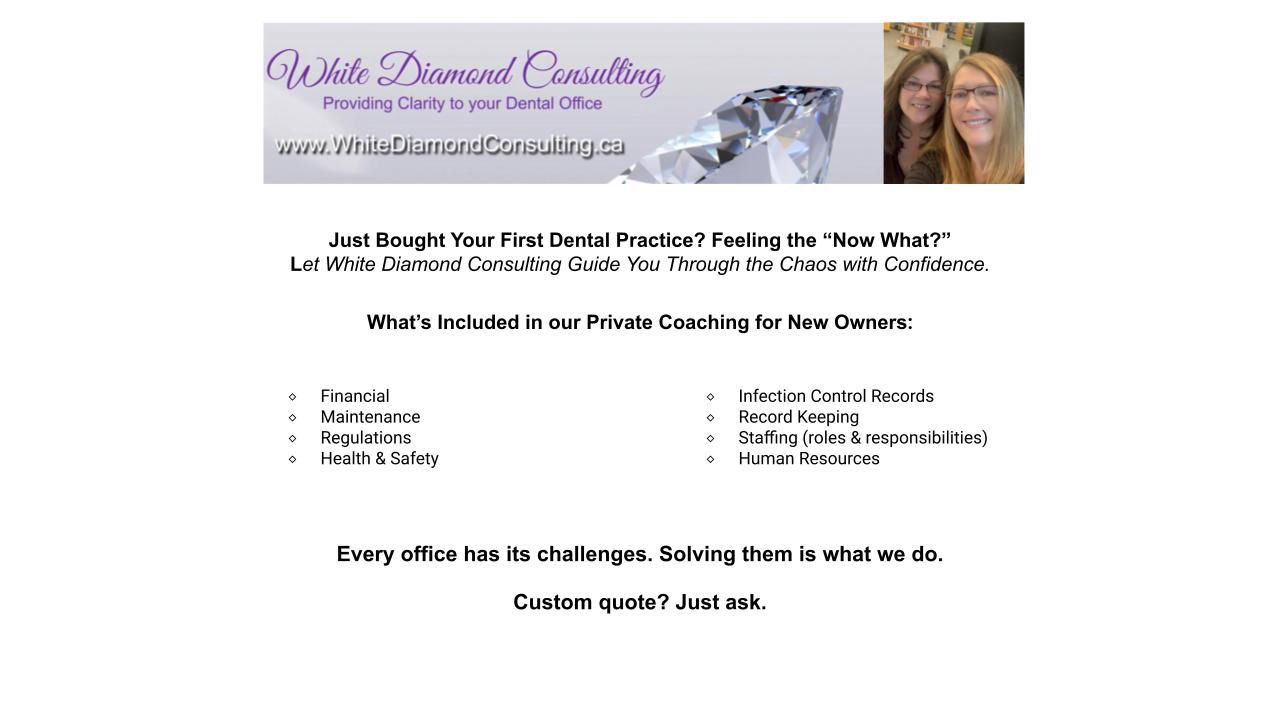 White Diamond Consulting
Providing Clarity to your Dental Office
www.WhiteDiamondConsulting.ca
Just Bought Your First Dental Practice? Feeling the “Now What?”
Let White Diamond Consulting Guide You Through the Chaos with Confidence.
What’s Included in our Private Coaching for New Owners:
◇ Financial
◇ Maintenance
◇ Regulations
◇ Health & Safety
◇ Infection Control Records
◇ Record Keeping
◇ Staffing (roles & responsibilities)
◇ Human Resources
Every office has its challenges. Solving them is what we do.
Custom quote? Just ask.